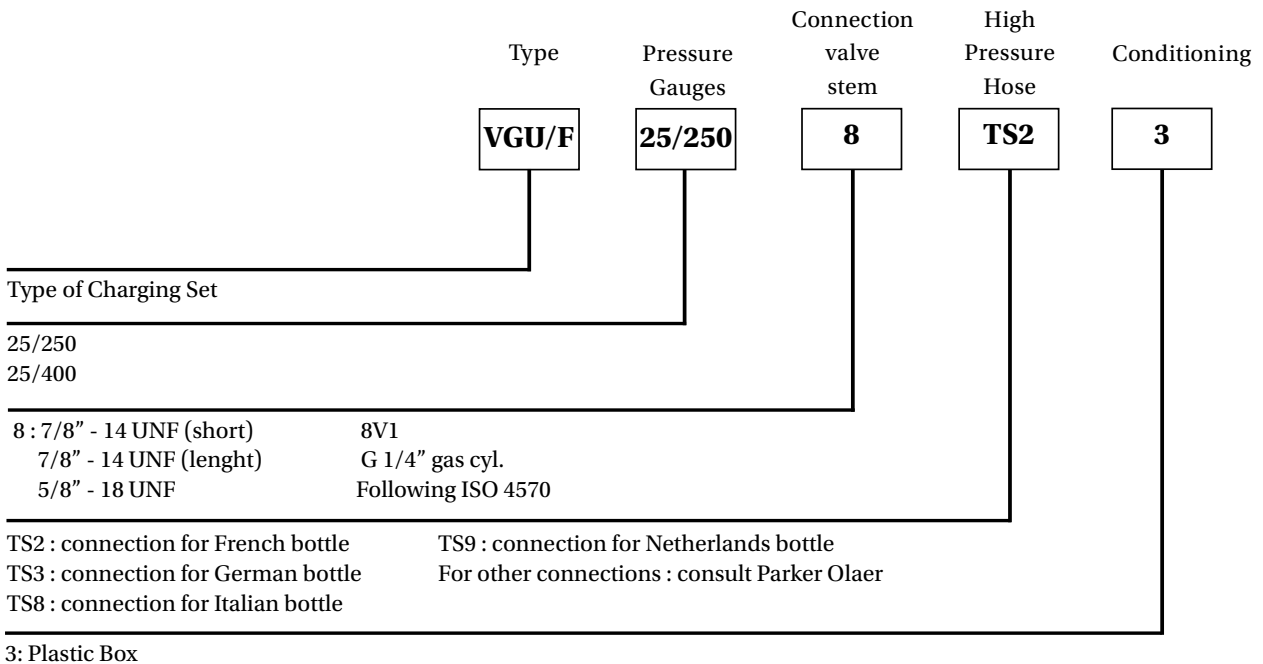 Type
Pressure
Gauges
Connection
valve
stem
High
Pressure
Hose
Conditioning
VGU/F 25/250 8 TS2 3
Type of Charging Set
25/250
25/400
8 : 7/8” - 14 UNF (short) 8V1
7/8” - 14 UNF (lenght) G 1/4” gas cyl.
5/8” - 18 UNF Following ISO 4570
TS2 : connection for French bottle TS9 : connection for Netherlands bottle
TS3 : connection for German bottle For other connections : consult Parker Olaer
TS8 : connection for Italian bottle
3: Plastic Box